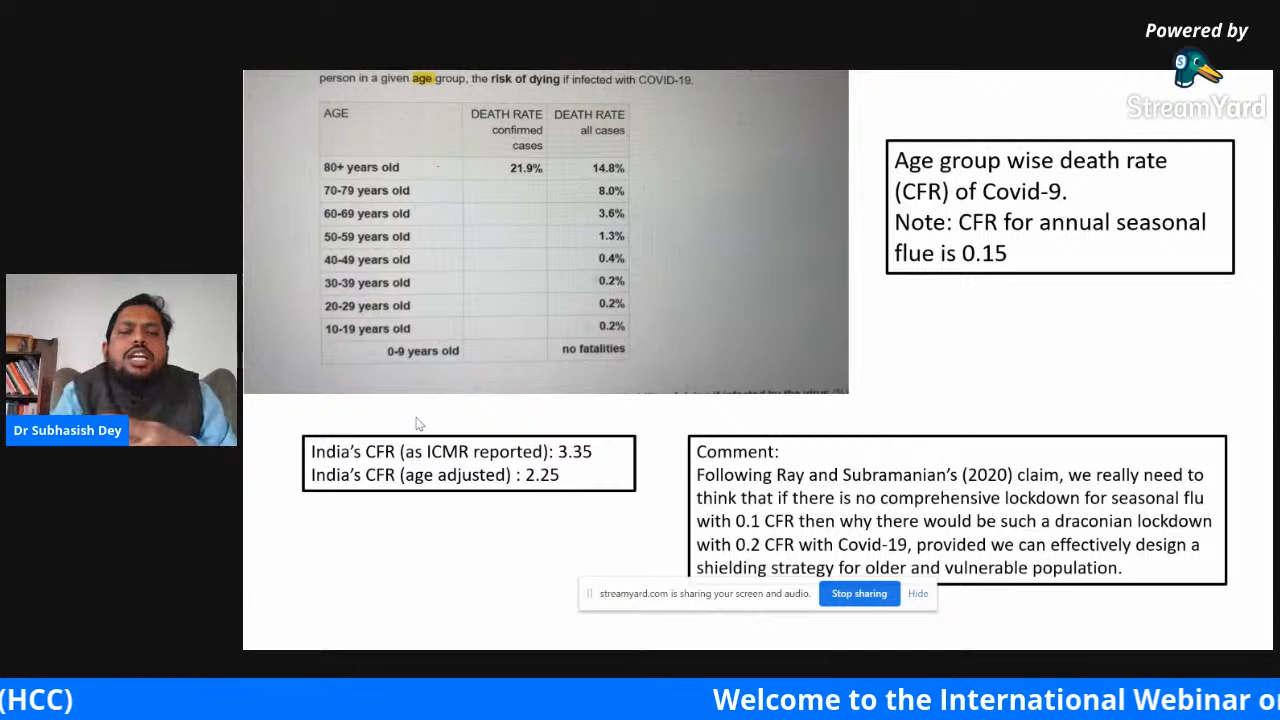 Powered by
StreamYard
person in a given age group, the risk of dying if infected with COVID-19.
AGE DEATH RATE confirmed cases DEATH RATE all cases
80+ years old 21.9% 14.8%
70-79 years old 8.0%
60-69 years old 3.6%
50-59 years old 1.3%
40-49 years old 0.4%
30-39 years old 0.2%
20-29 years old 0.2%
10-19 years old 0.2%
0-9 years old no fatalities
Age group wise death rate
(CFR) of Covid-9.
Note: CFR for annual seasonal
flue is 0.15
Dr Subhasish Dey
India's CFR (as ICMR reported): 3.35
India's CFR (age adjusted) : 2.25
Comment:
Following Ray and Subramanian's (2020) claim, we really need to
think that if there is no comprehensive lockdown for seasonal flu
with 0.1 CFR then why there would be such a draconian lockdown
with 0.2 CFR with Covid-19, provided we can effectively design a
shielding strategy for older and vulnerable population.
streamyard.com is sharing your screen and audio. Stop sharing Hide
(HCC) Welcome to the International Webinar